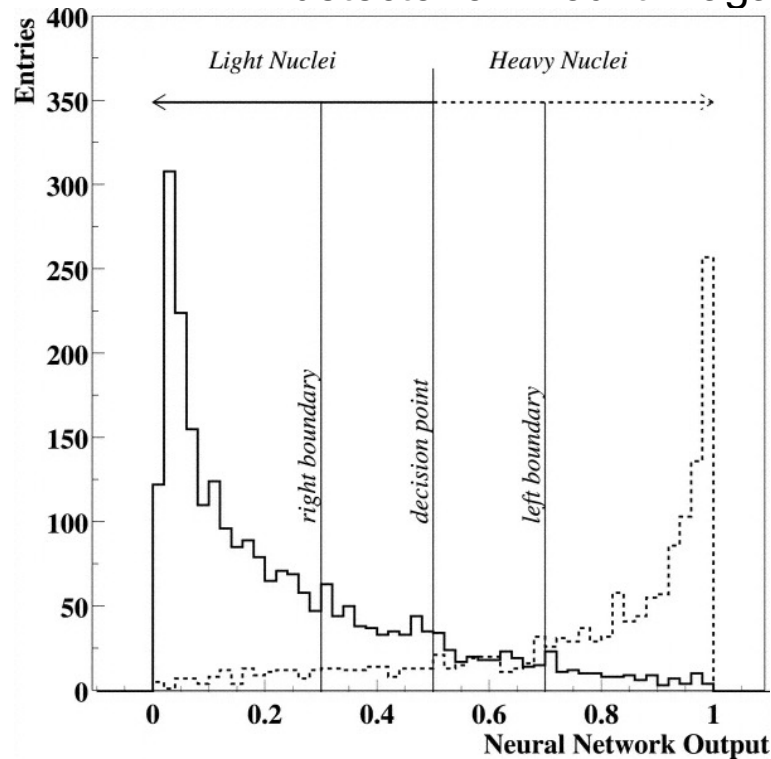 400
Light Nuclei Heavy Nuclei
Entries
350
300
250
200
150
100
50
0
right boundary
decision point
left boundary
0 0.2 0.4 0.6 0.8 1
Neural Network Output